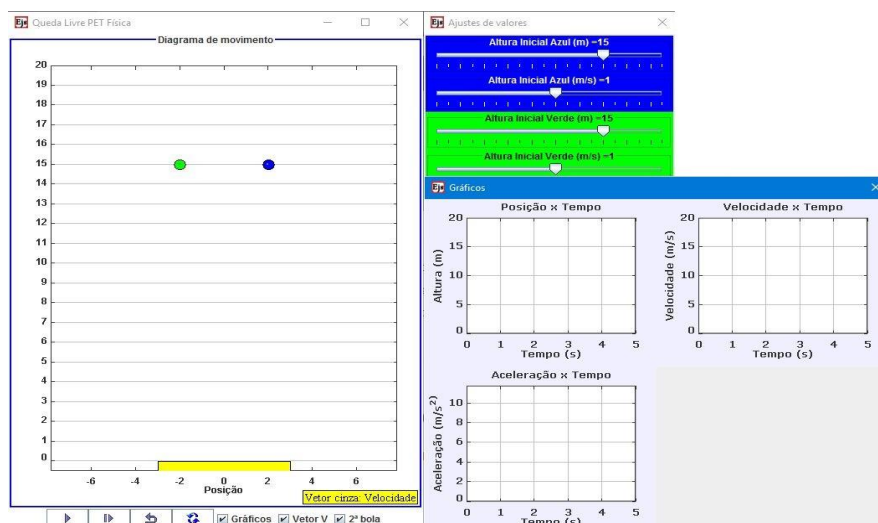 Queda Livre PET Física
Diagrama de movimento
20
19
18
17
16
15
14
13
12
11
10
9
8
7
6
5
4
3
2
1
0
-6 -4 -2 0 2 4 6
Posição
Vetor cinza: Velocidade
Gráficos Vetor V 2ª bola
Ajustes de valores
Altura Inicial Azul (m) =15
Altura Inicial Azul (m/s) =1
Altura Inicial Verde (m) =15
Altura Inicial Verde (m/s) =1
Gráficos
Posição x Tempo
Altura (m)
20
15
10
5
0
0 1 2 3 4 5
Tempo (s)
Velocidade x Tempo
Velocidade (m/s)
20
15
10
5
0
0 1 2 3 4 5
Tempo (s)
Aceleração x Tempo
Aceleração (m/s²)
10
8
6
4
2
0
0 1 2 3 4 5
Tempo (s)